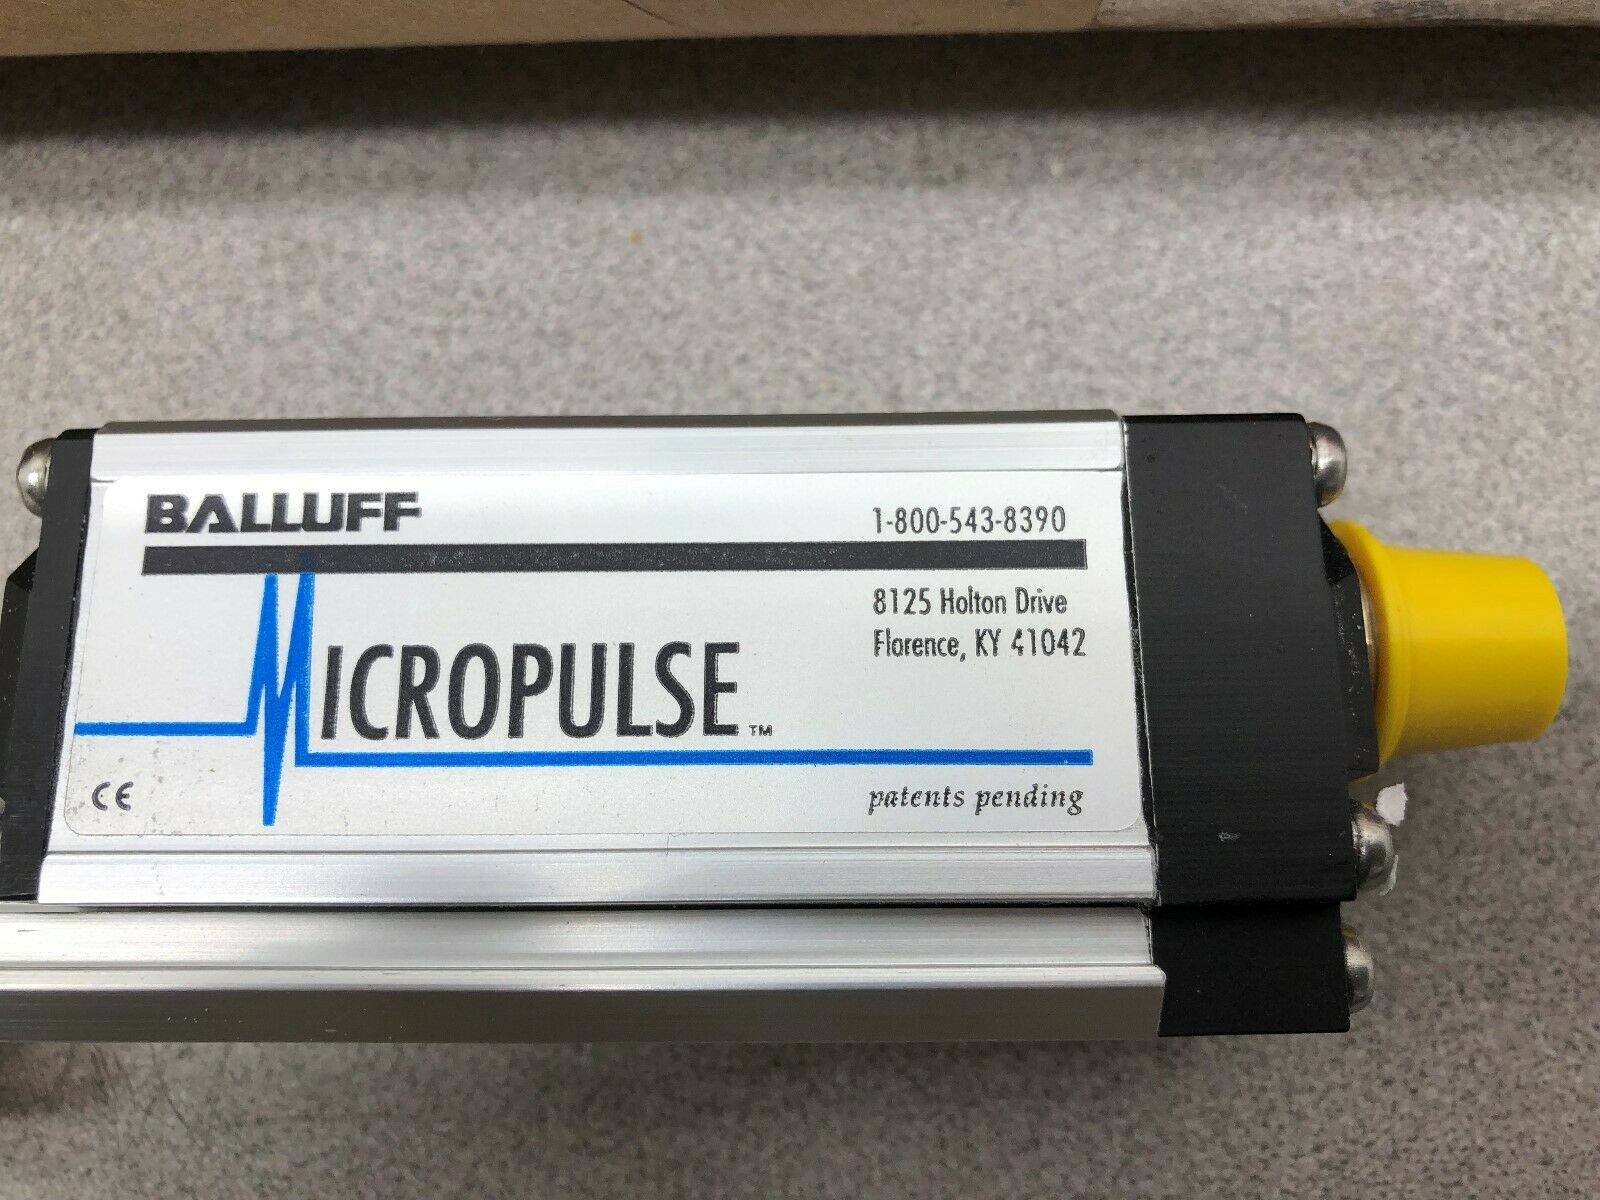 BALLUFF
1-800-543-8390
8125 Holton Drive
Florence, KY 41042
MICROPULSE™
CE
patents pending